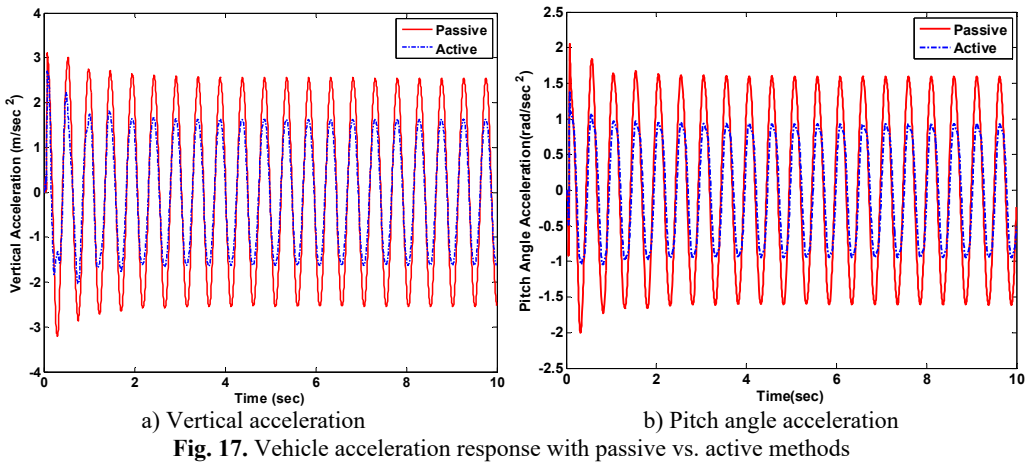 4
3
2
1
0
-1
-2
-3
-4
Vertical Acceleration (m/sec 2)
0 2 4 6 8 10
Time (sec)
Passive
Active
a) Vertical acceleration
2.5
2
1.5
1
0.5
0
-0.5
-1
-1.5
-2
-2.5
Pitch Angle Acceleration(rad/sec2)
0 2 4 6 8 10
Time(sec)
Passive
Active
b) Pitch angle acceleration
Fig. 17. Vehicle acceleration response with passive vs. active methods